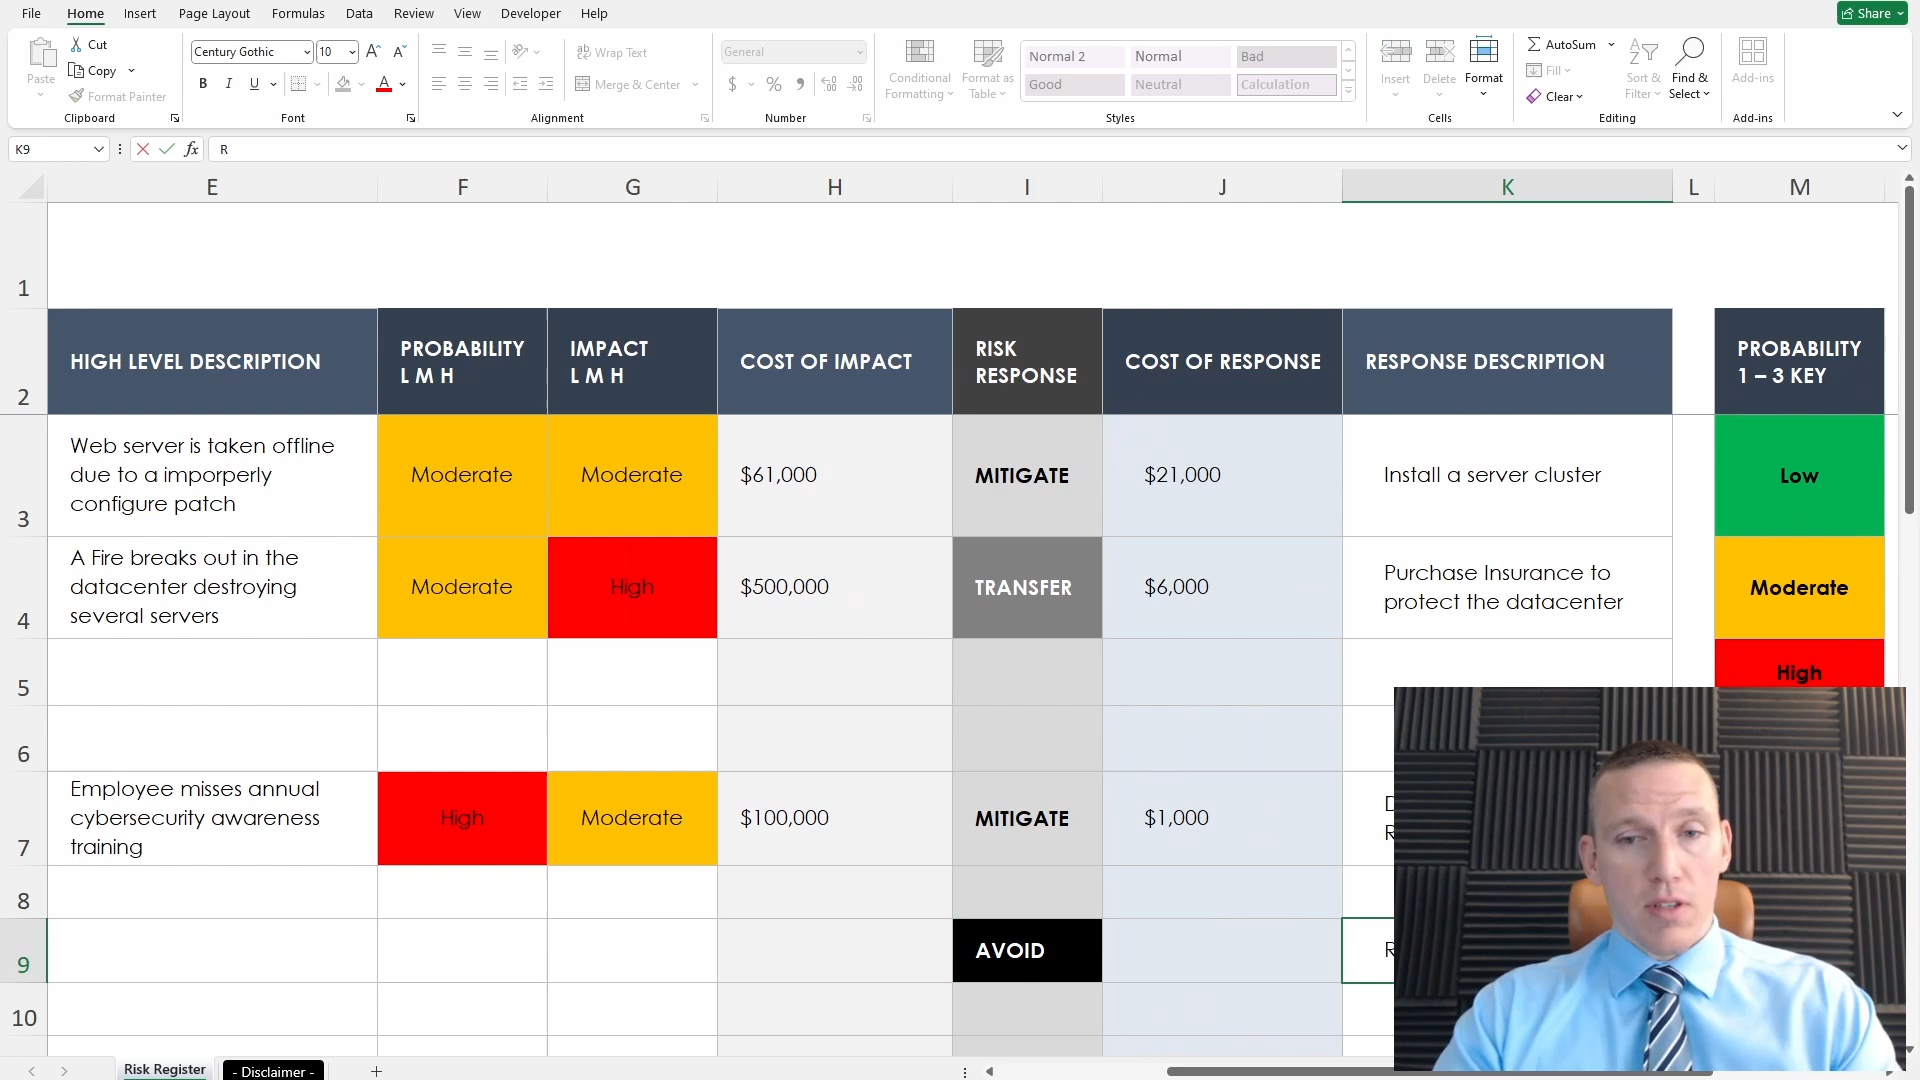 File Home Insert Page Layout Formulas Data Review View Developer Help Share
Paste
Cut
Copy
Format Painter
Clipboard
Century Gothic 10 A A
B I U A
Font
ab Wrap Text
Merge & Center
Alignment
General
$ %
Number
Conditional Formatting
Format as Table
Normal 2 Normal Bad
Good Neutral Calculation
Styles
Insert Delete Format
Cells
AutoSum
Fill
Clear
Sort & Filter
Find & Select
Editing
Add-ins
Add-ins
K9 fx R
E F G H I J K L M
1
2
HIGH LEVEL DESCRIPTION
PROBABILITY
L M H
IMPACT
L M H
COST OF IMPACT
RISK
RESPONSE
COST OF RESPONSE
RESPONSE DESCRIPTION
PROBABILITY
1 – 3 KEY
3
Web server is taken offline
due to a imporperly
configure patch
Moderate
Moderate
$61,000
MITIGATE
$21,000
Install a server cluster
Low
4
A Fire breaks out in the
datacenter destroying
several servers
Moderate
High
$500,000
TRANSFER
$6,000
Purchase Insurance to
protect the datacenter
Moderate
5
High
6
7
Employee misses annual
cybersecurity awareness
training
High
Moderate
$100,000
MITIGATE
$1,000
8
9
AVOID
10
Risk Register - Disclaimer -